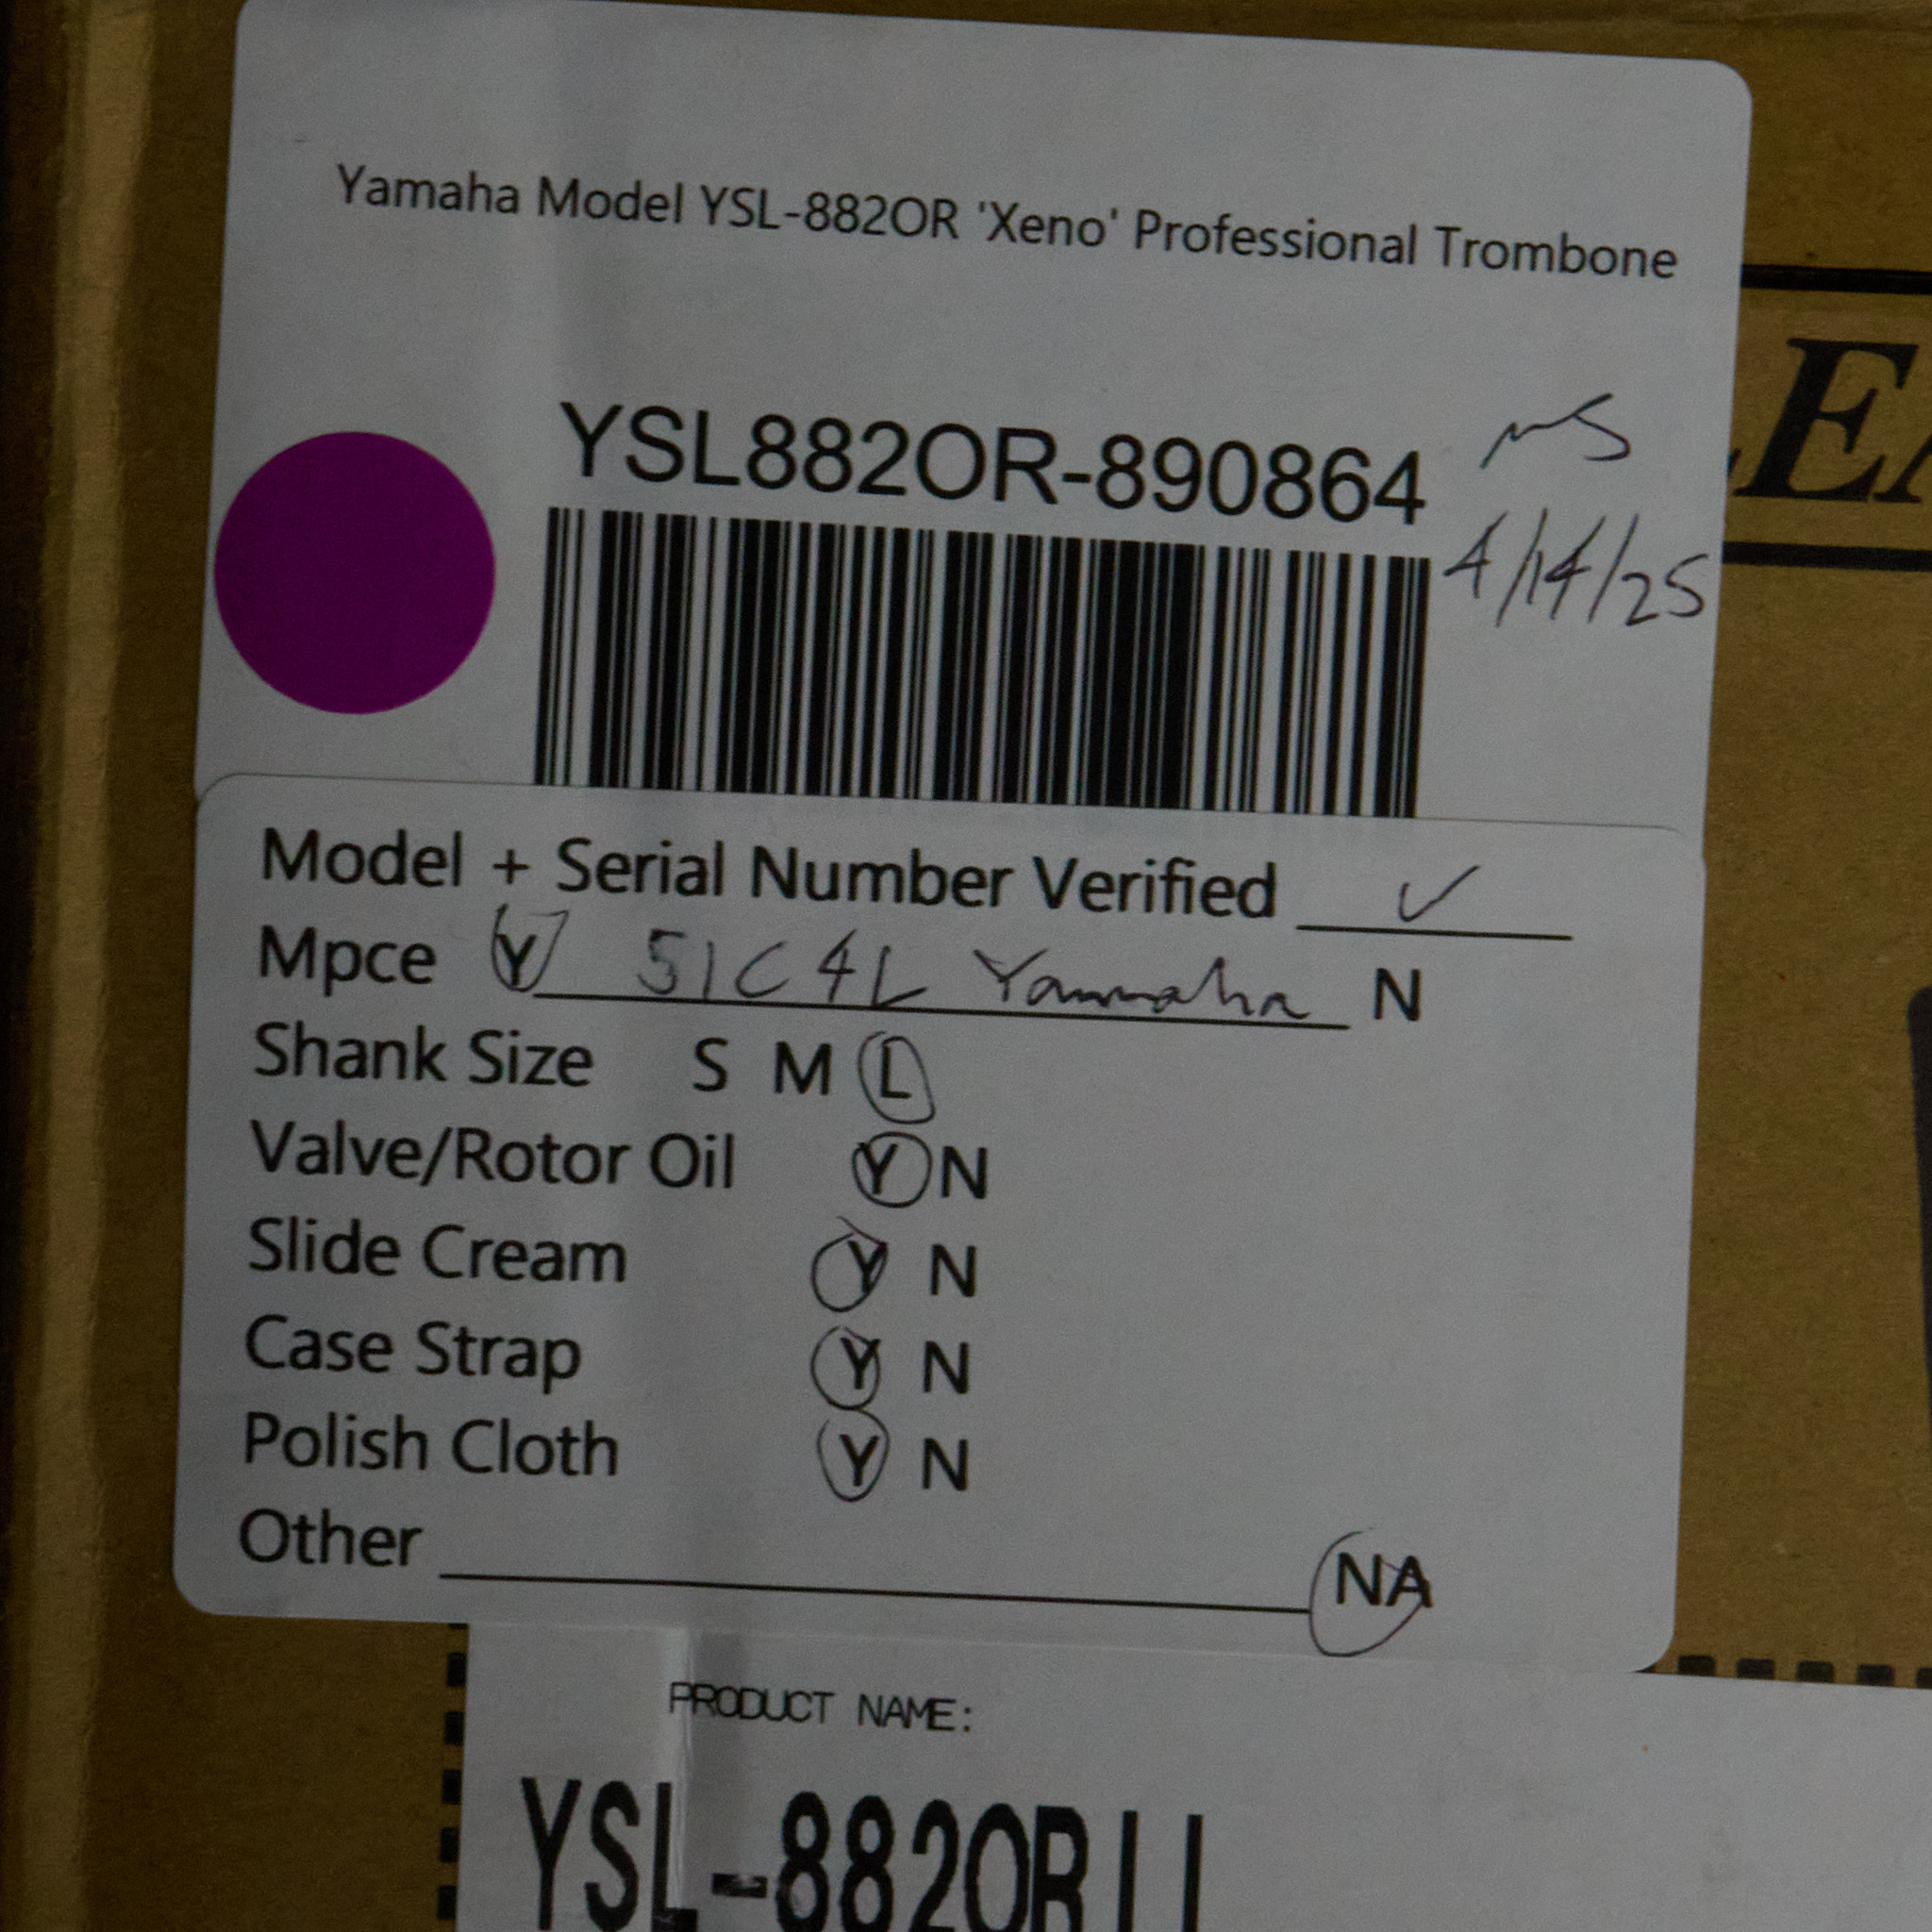 Yamaha Model YSL-882OR 'Xeno' Professional Trombone
YSL882OR-890864
MS
4/14/25
Model + Serial Number Verified ✓
Mpce Y 51C4L Yamaha N
Shank Size S M L
Valve/Rotor Oil Y N
Slide Cream Y N
Case Strap Y N
Polish Cloth Y N
Other NA
PRODUCT NAME:
YSL-882ORII